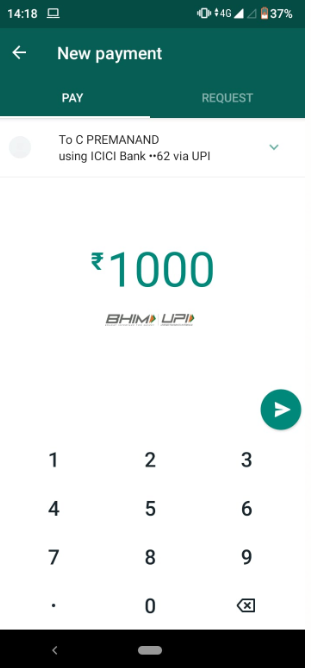 14:18 4G 37%
New payment
PAY REQUEST
To C PREMANAND
using ICICI Bank ••62 via UPI
₹1000
BHIM UPI
1 2 3
4 5 6
7 8 9
. 0